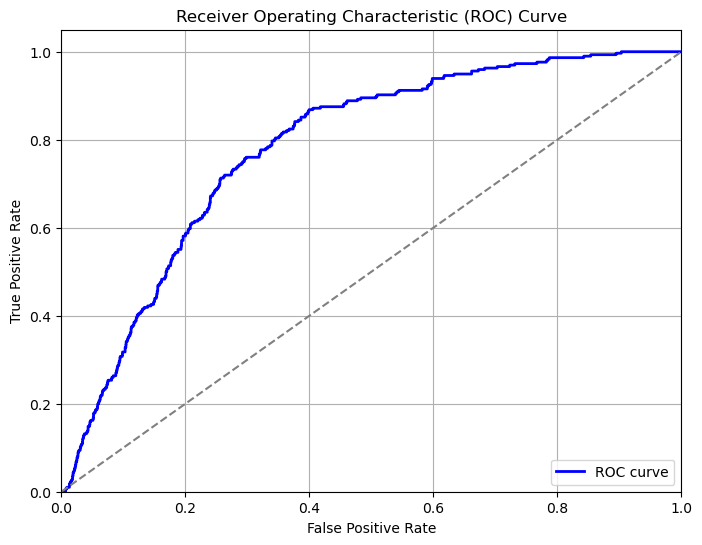 Receiver Operating Characteristic (ROC) Curve
1.0
0.8
0.6
0.4
0.2
0.0
True Positive Rate
ROC curve
0.0 0.2 0.4 0.6 0.8 1.0
False Positive Rate